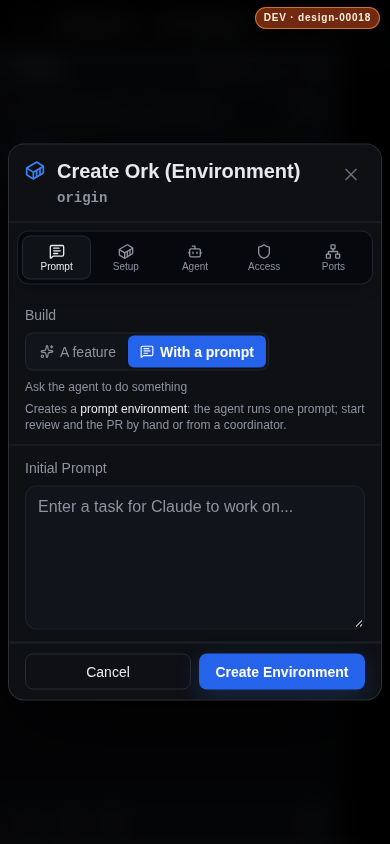 DEV · design-00018
Create Ork (Environment)
origin
Prompt
Setup
Agent
Access
Ports
Build
A feature
With a prompt
Ask the agent to do something
Creates a prompt environment: the agent runs one prompt; start
review and the PR by hand or from a coordinator.
Initial Prompt
Enter a task for Claude to work on...
Cancel
Create Environment